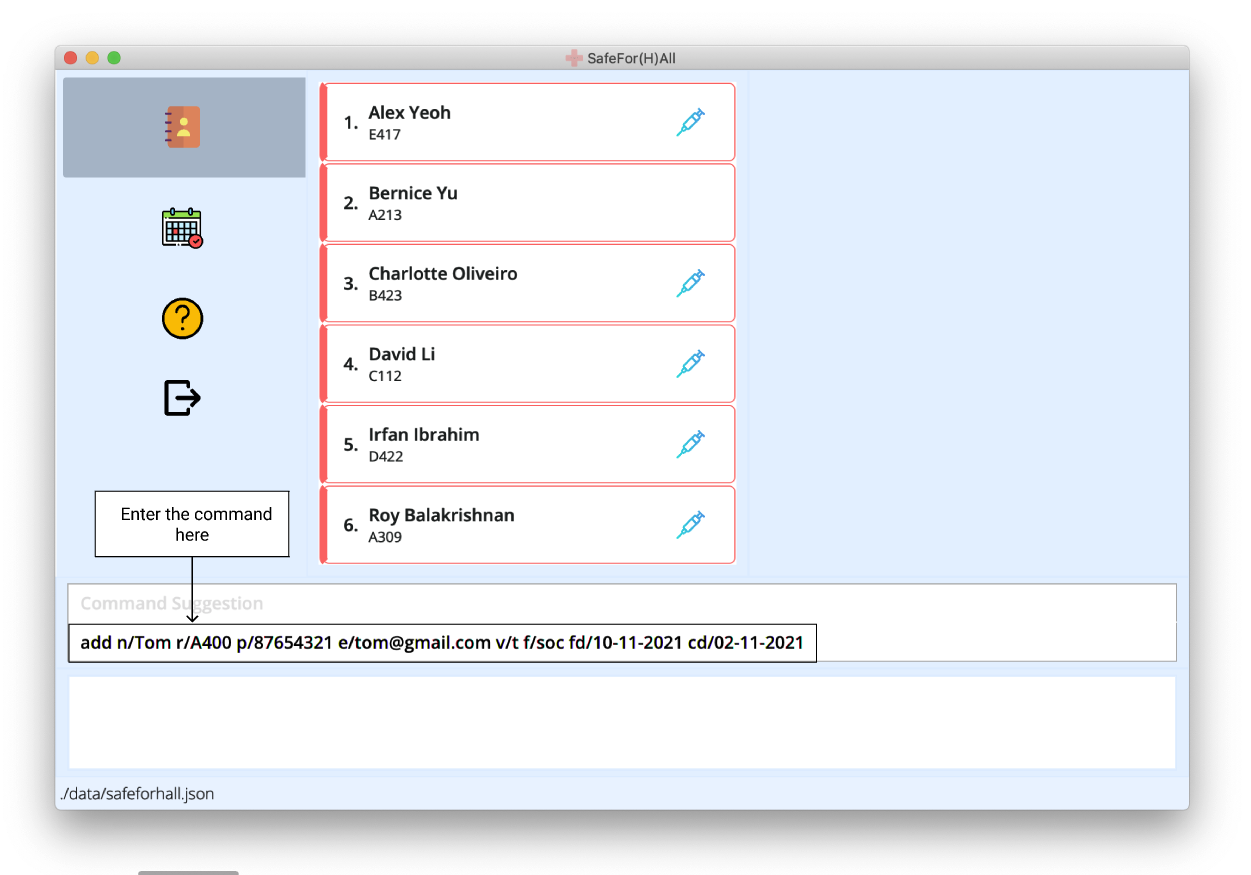 SafeFor(H)All
1. Alex Yeoh
E417
2. Bernice Yu
A213
3. Charlotte Oliveiro
B423
4. David Li
C112
5. Irfan Ibrahim
D422
6. Roy Balakrishnan
A309
Enter the command
here
Command Suggestion
add n/Tom r/A400 p/87654321 e/tom@gmail.com v/t f/soc fd/10-11-2021 cd/02-11-2021
./data/safeforhall.json